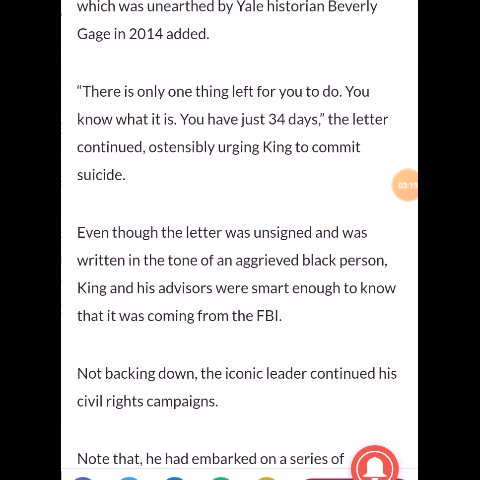 which was unearthed by Yale historian Beverly
Gage in 2014 added.
“There is only one thing left for you to do. You
know what it is. You have just 34 days,” the letter
continued, ostensibly urging King to commit
suicide.
03:19
Even though the letter was unsigned and was
written in the tone of an aggrieved black person,
King and his advisors were smart enough to know
that it was coming from the FBI.
Not backing down, the iconic leader continued his
civil rights campaigns.
Note that, he had embarked on a series of